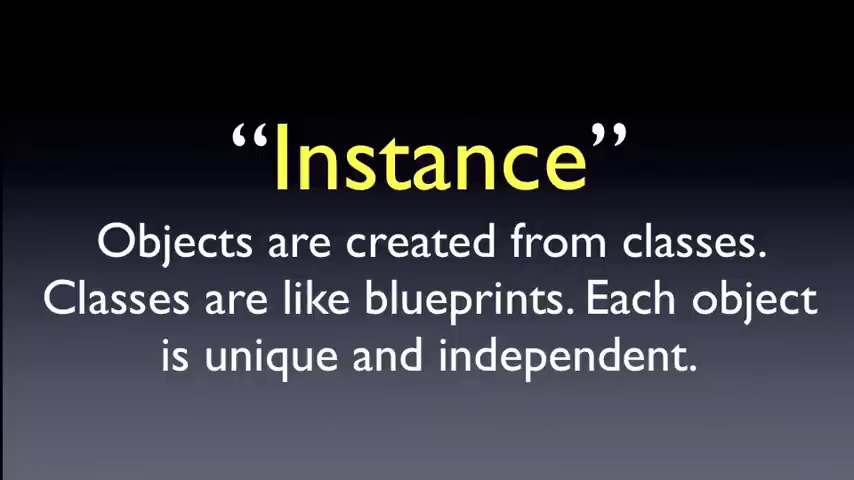 “Instance”
Objects are created from classes.
Classes are like blueprints. Each object
is unique and independent.